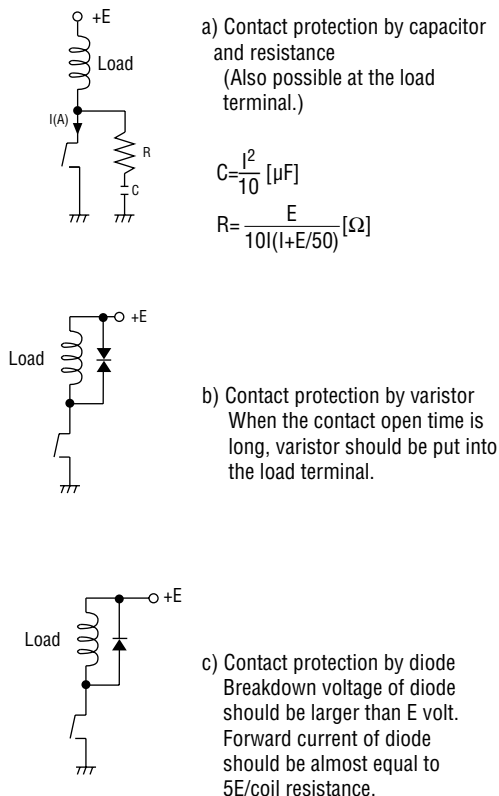 +E
Load
I(A)
R
C
a) Contact protection by capacitor
and resistance
(Also possible at the load
terminal.)
C=I²/10 [µF]
R= E/10I(I+E/50) [Ω]
+E
Load
b) Contact protection by varistor
When the contact open time is
long, varistor should be put into
the load terminal.
+E
Load
c) Contact protection by diode
Breakdown voltage of diode
should be larger than E volt.
Forward current of diode
should be almost equal to
5E/coil resistance.